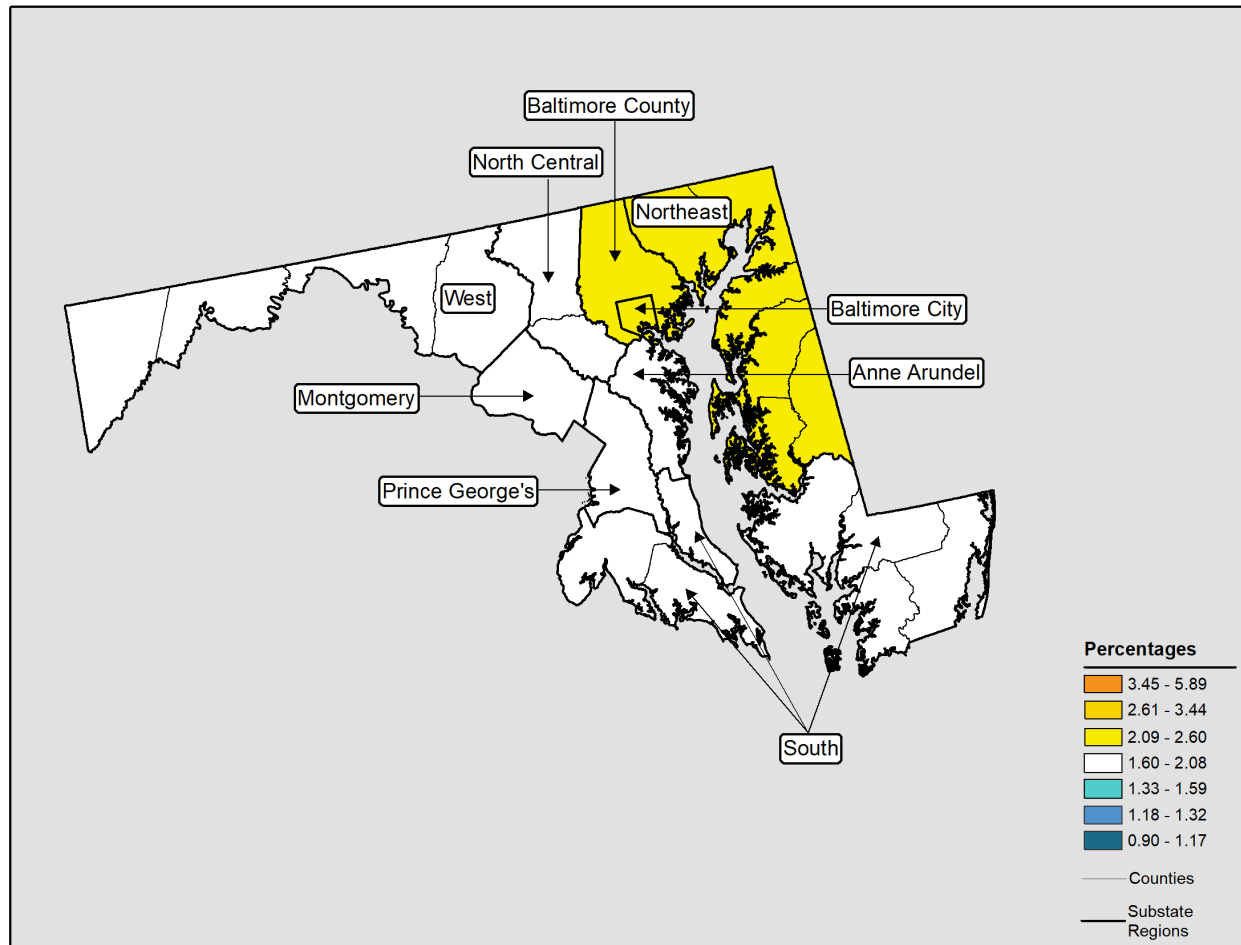 Baltimore County
North Central
Northeast
West
Baltimore City
Anne Arundel
Montgomery
Prince George's
South
Percentages
3.45 - 5.89
2.61 - 3.44
2.09 - 2.60
1.60 - 2.08
1.33 - 1.59
1.18 - 1.32
0.90 - 1.17
Counties
Substate
Regions